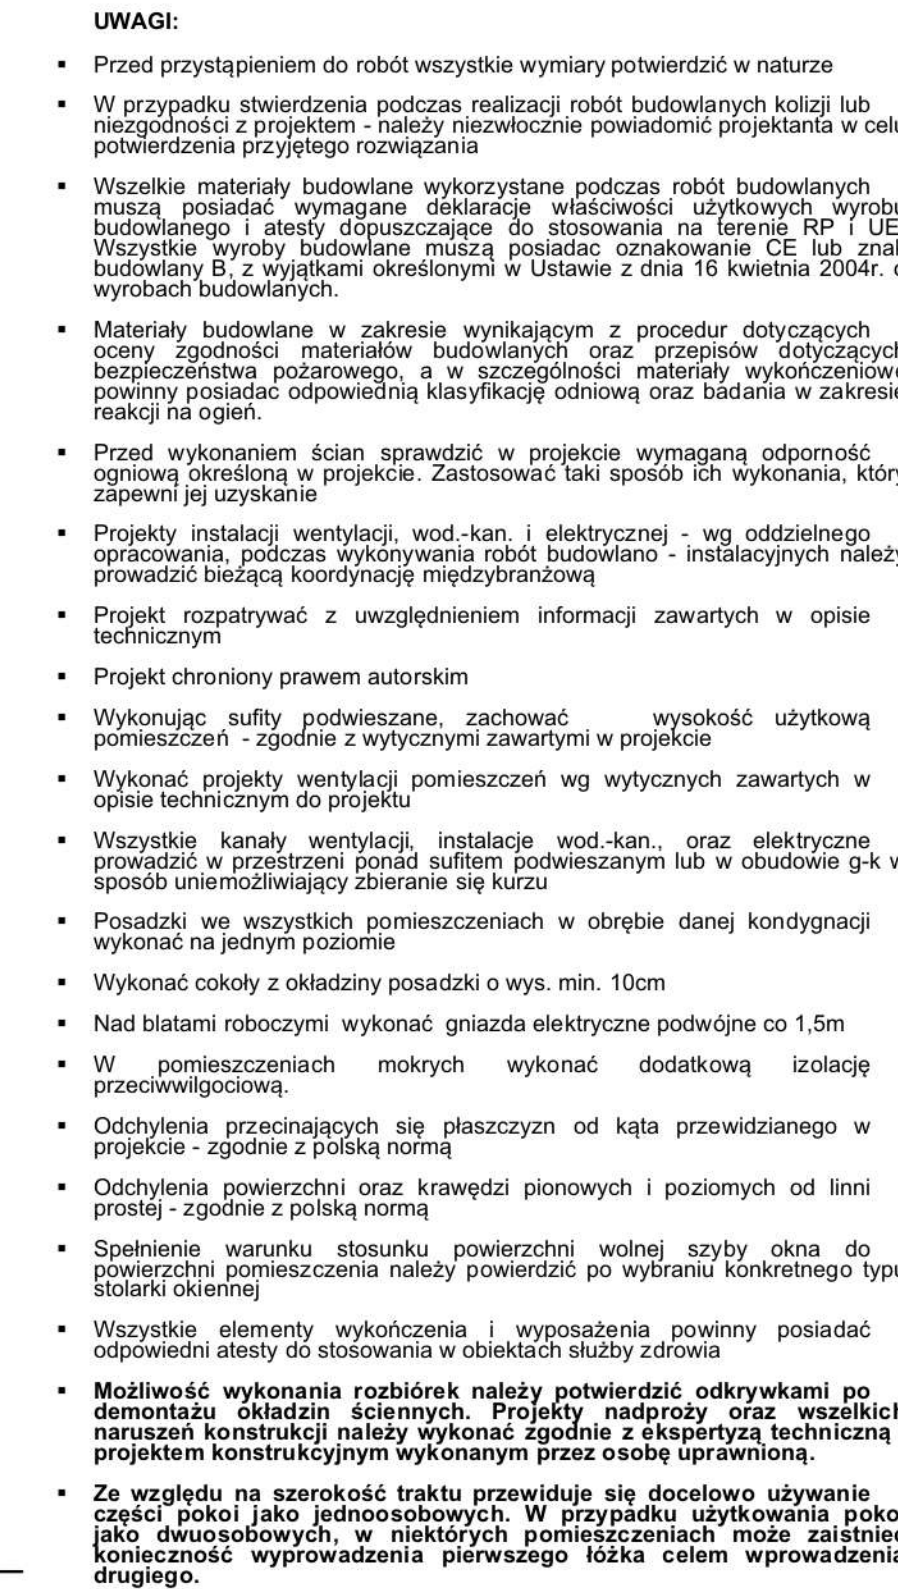 UWAGI:
▪ Przed przystąpieniem do robót wszystkie wymiary potwierdzić w naturze
▪ W przypadku stwierdzenia podczas realizacji robót budowlanych kolizji lub
niezgodności z projektem - należy niezwłocznie powiadomić projektanta w celu
potwierdzenia przyjętego rozwiązania
▪ Wszelkie materiały budowlane wykorzystane podczas robót budowlanych
muszą posiadać wymagane deklaracje właściwości użytkowych wyrobu
budowlanego i atesty dopuszczające do stosowania na terenie RP i UE
Wszystkie wyroby budowlane muszą posiadac oznakowanie CE lub znak
budowlany B, z wyjątkami określonymi w Ustawie z dnia 16 kwietnia 2004r. o
wyrobach budowlanych.
▪ Materiały budowlane w zakresie wynikającym z procedur dotyczących
oceny zgodności materiałów budowlanych oraz przepisów dotyczących
bezpieczeństwa pożarowego, a w szczególności materiały wykończeniowe
powinny posiadac odpowiednią klasyfikację odniową oraz badania w zakresie
reakcji na ogień.
▪ Przed wykonaniem ścian sprawdzić w projekcie wymaganą odporność
ogniową określoną w projekcie. Zastosować taki sposób ich wykonania, który
zapewni jej uzyskanie
▪ Projekty instalacji wentylacji, wod.-kan. i elektrycznej - wg oddzielnego
opracowania, podczas wykonywania robót budowlano - instalacyjnych należy
prowadzić bieżącą koordynację międzybranżową
▪ Projekt rozpatrywać z uwzględnieniem informacji zawartych w opisie
technicznym
▪ Projekt chroniony prawem autorskim
▪ Wykonując sufity podwieszane, zachować wysokość użytkową
pomieszczeń - zgodnie z wytycznymi zawartymi w projekcie
▪ Wykonać projekty wentylacji pomieszczeń wg wytycznych zawartych w
opisie technicznym do projektu
▪ Wszystkie kanały wentylacji, instalacje wod.-kan., oraz elektryczne
prowadzić w przestrzeni ponad sufitem podwieszanym lub w obudowie g-k w
sposób uniemożliwiający zbieranie się kurzu
▪ Posadzki we wszystkich pomieszczeniach w obrębie danej kondygnacji
wykonać na jednym poziomie
▪ Wykonać cokoły z okładziny posadzki o wys. min. 10cm
▪ Nad blatami roboczymi wykonać gniazda elektryczne podwójne co 1,5m
▪ W pomieszczeniach mokrych wykonać dodatkową izolację
przeciwwilgociową.
▪ Odchylenia przecinających się płaszczyzn od kąta przewidzianego w
projekcie - zgodnie z polską normą
▪ Odchylenia powierzchni oraz krawędzi pionowych i poziomych od linni
prostej - zgodnie z polską normą
▪ Spełnienie warunku stosunku powierzchni wolnej szyby okna do
powierzchni pomieszczenia należy powierdzić po wybraniu konkretnego typu
stolarki okiennej
▪ Wszystkie elementy wykończenia i wyposażenia powinny posiadać
odpowiedni atesty do stosowania w obiektach służby zdrowia
▪ Możliwość wykonania rozbiórek należy potwierdzić odkrywkami po
demontażu okładzin ściennych. Projekty nadproży oraz wszelkich
naruszeń konstrukcji należy wykonać zgodnie z ekspertyzą techniczną
projektem konstrukcyjnym wykonanym przez osobę uprawnioną.
▪ Ze względu na szerokość traktu przewiduje się docelowo używanie
części pokoi jako jednoosobowych. W przypadku użytkowania pokoi
jako dwuosobowych, w niektórych pomieszczeniach może zaistnieć
konieczność wyprowadzenia pierwszego łóżka celem wprowadzenia
drugiego.